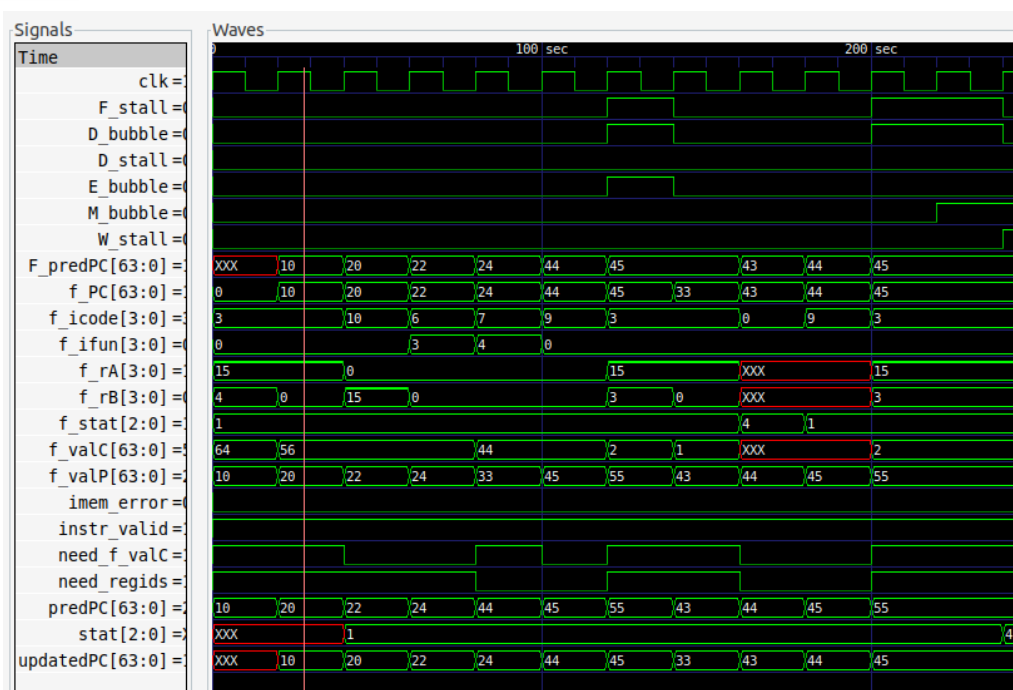 Signals Waves
Time 0 100 sec 200 sec
clk =
F_stall =
D_bubble =
D_stall =
E_bubble =
M_bubble =
W_stall =
F_predPC[63:0] = XXX 10 20 22 24 44 45 43 44 45
f_PC[63:0] = 0 10 20 22 24 44 45 33 43 44 45
f_icode[3:0] = 3 10 6 7 9 3 0 9 3
f_ifun[3:0] = 0 3 4 0
f_rA[3:0] = 15 0 15 XXX 15
f_rB[3:0] = 4 0 15 0 3 0 XXX 3
f_stat[2:0] = 1 4 1
f_valC[63:0] = 64 56 44 2 1 XXX 2
f_valP[63:0] = 10 20 22 24 33 45 55 43 44 45 55
imem_error =
instr_valid =
need_f_valC =
need_regids =
predPC[63:0] = 10 20 22 24 44 45 55 43 44 45 55
stat[2:0] = XXX 1 4
updatedPC[63:0] = XXX 10 20 22 24 44 45 33 43 44 45